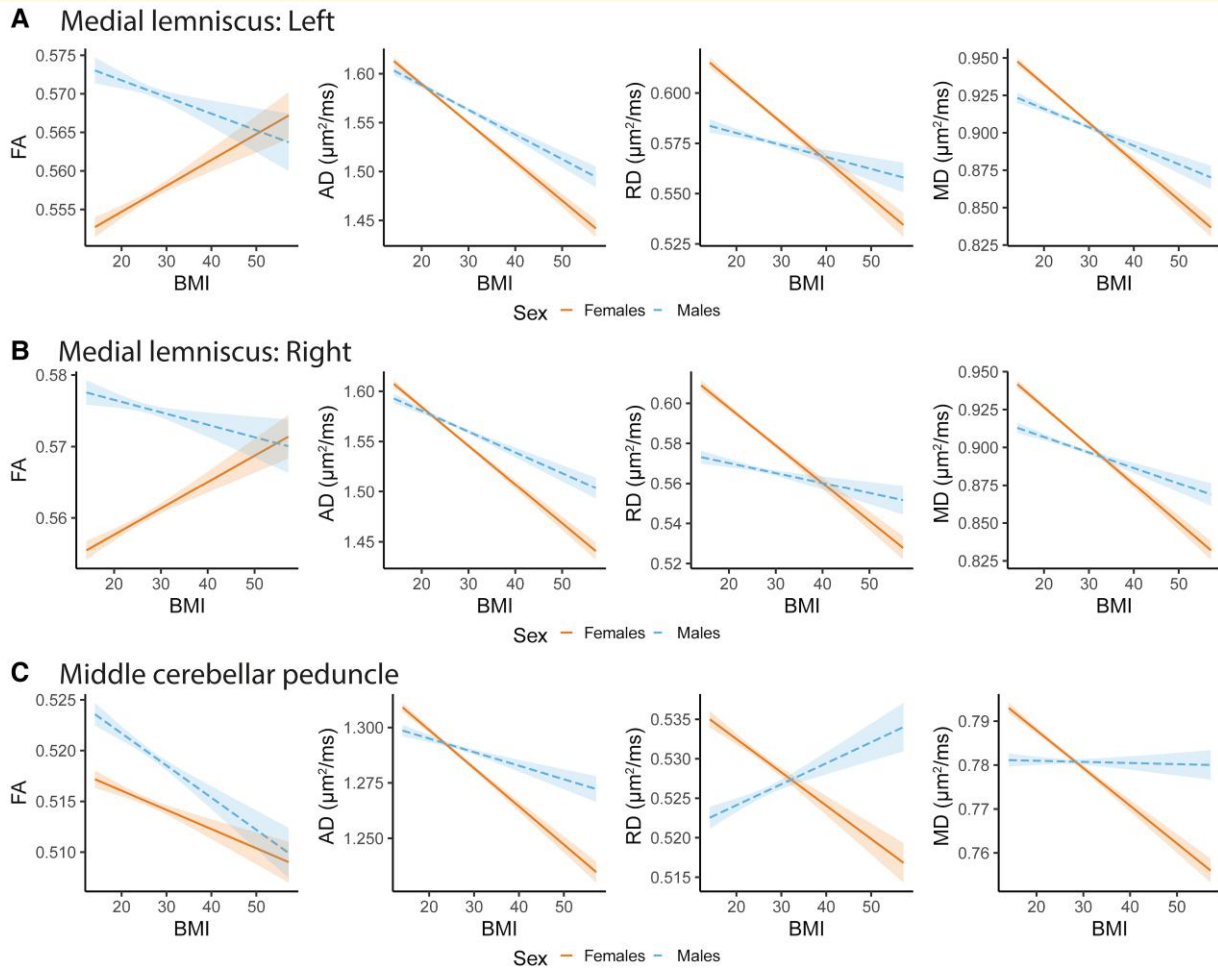 A Medial lemniscus: Left
FA
0.575
0.570
0.565
0.560
0.555
20 30 40 50
BMI
AD (µm²/ms)
1.60
1.55
1.50
1.45
20 30 40 50
BMI
RD (µm²/ms)
0.600
0.575
0.550
0.525
20 30 40 50
BMI
MD (µm²/ms)
0.950
0.925
0.900
0.875
0.850
0.825
20 30 40 50
BMI
Sex Females Males
B Medial lemniscus: Right
FA
0.58
0.57
0.56
20 30 40 50
BMI
AD (µm²/ms)
1.60
1.55
1.50
1.45
20 30 40 50
BMI
RD (µm²/ms)
0.60
0.58
0.56
0.54
0.52
20 30 40 50
BMI
MD (µm²/ms)
0.950
0.925
0.900
0.875
0.850
0.825
20 30 40 50
BMI
Sex Females Males
C Middle cerebellar peduncle
FA
0.525
0.520
0.515
0.510
20 30 40 50
BMI
AD (µm²/ms)
1.300
1.275
1.250
20 30 40 50
BMI
RD (µm²/ms)
0.535
0.530
0.525
0.520
0.515
20 30 40 50
BMI
MD (µm²/ms)
0.79
0.78
0.77
0.76
20 30 40 50
BMI
Sex Females Males